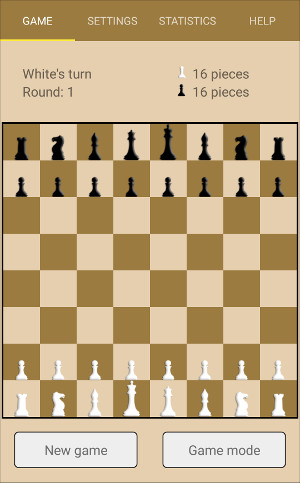 GAME SETTINGS STATISTICS HELP
White's turn 16 pieces
Round: 1 16 pieces
New game Game mode